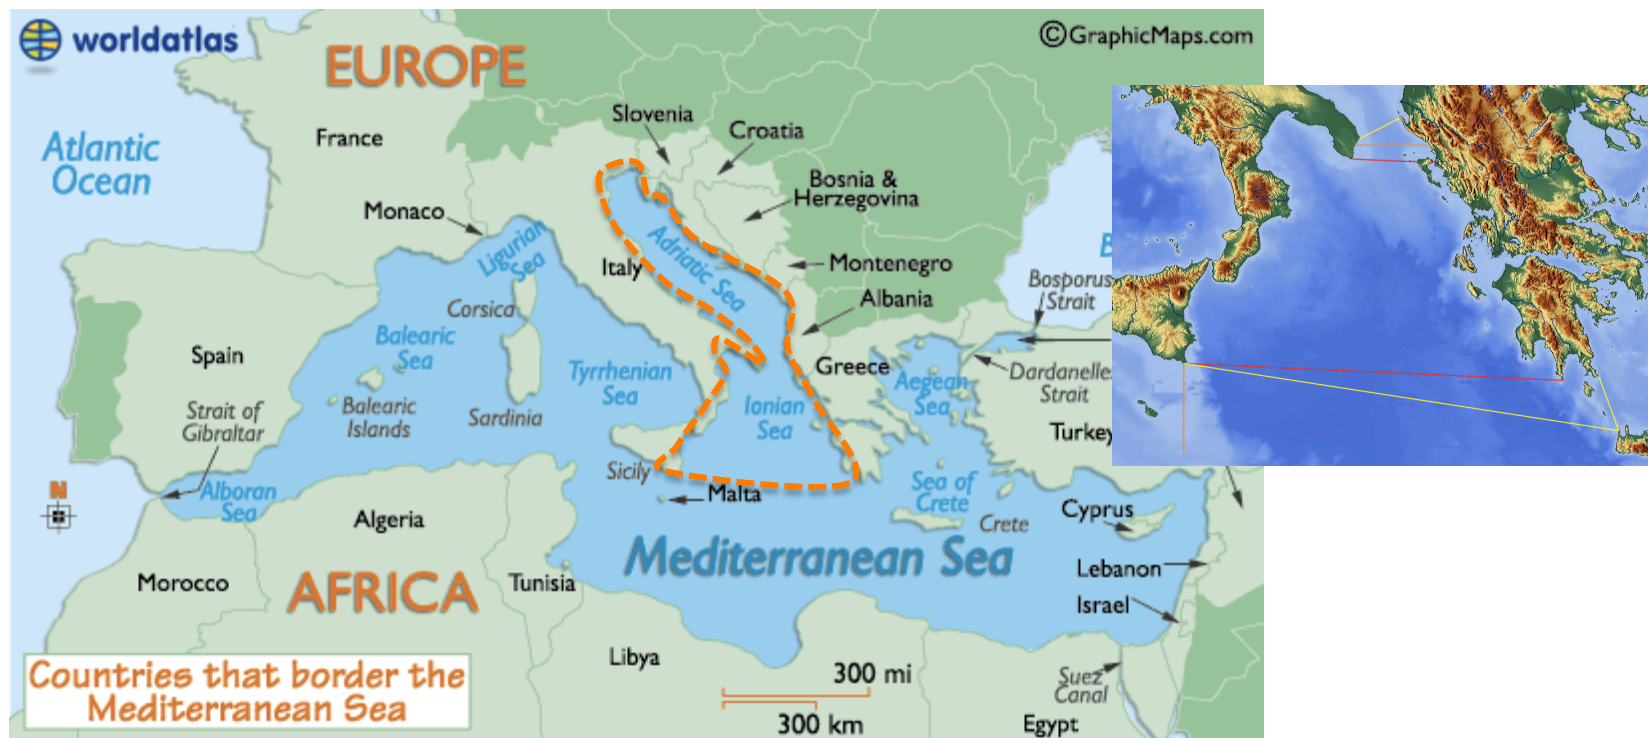 worldatlas
©GraphicMaps.com
EUROPE
Slovenia
Croatia
France
Atlantic
Ocean
Bosnia &
Herzegovina
Monaco
Ligurian
Sea
Adriatic Sea
Italy
Montenegro
B
Bosporus
Strait
Albania
Corsica
Balearic
Sea
Spain
Greece
Tyrrhenian
Sea
Aegean
Sea
Dardanelle
Strait
Strait of
Gibraltar
Balearic
Islands
Sardinia
Ionian
Sea
Turkey
Sicily
N
Alboran
Sea
Malta
Sea of
Crete
Crete
Cyprus
Algeria
Mediterranean Sea
Lebanon
Morocco
AFRICA
Tunisia
Israel
Libya
Countries that border the
Mediterranean Sea
300 mi
300 km
Suez
Canal
Egypt